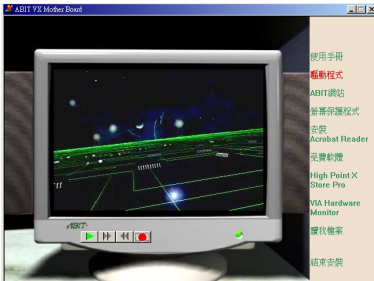 ABIT VX Mother Board
使用手冊
驅動程式
ABIT網站
螢幕保護程式
安裝
Acrobat Reader
免費軟體
High Point X
Store Pro
VIA Hardware
Monitor
讀我檔案
結束安裝
ABIT